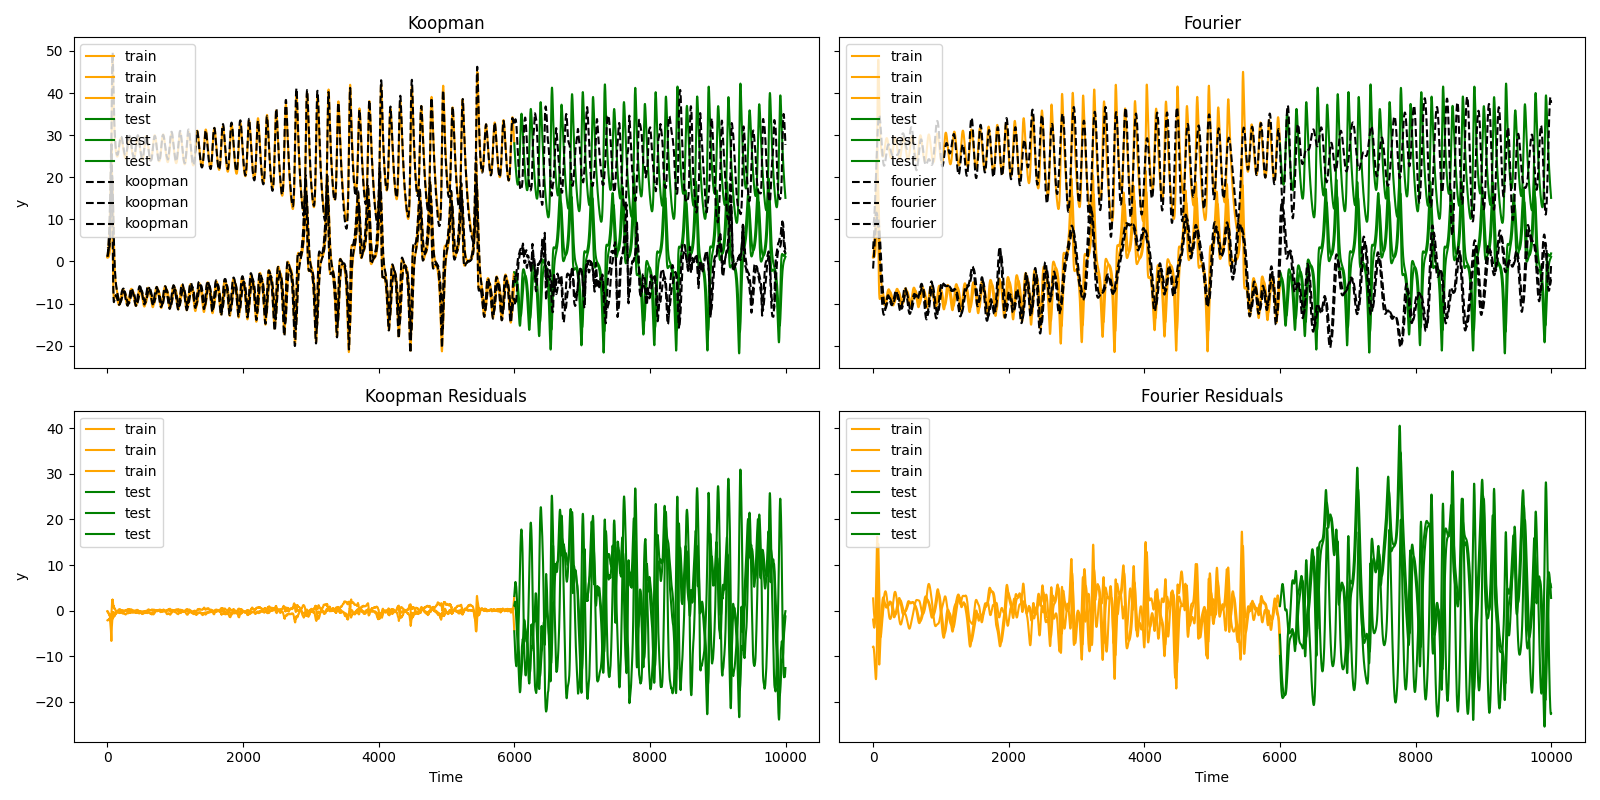 Koopman
50
40
30
20
10
0
−10
−20
y
train
train
train
test
test
test
koopman
koopman
koopman
Fourier
train
train
train
test
test
test
fourier
fourier
fourier
Koopman Residuals
40
30
20
10
0
−10
−20
y
train
train
train
test
test
test
0
2000
4000
6000
8000
10000
Time
Fourier Residuals
train
train
train
test
test
test
0
2000
4000
6000
8000
10000
Time